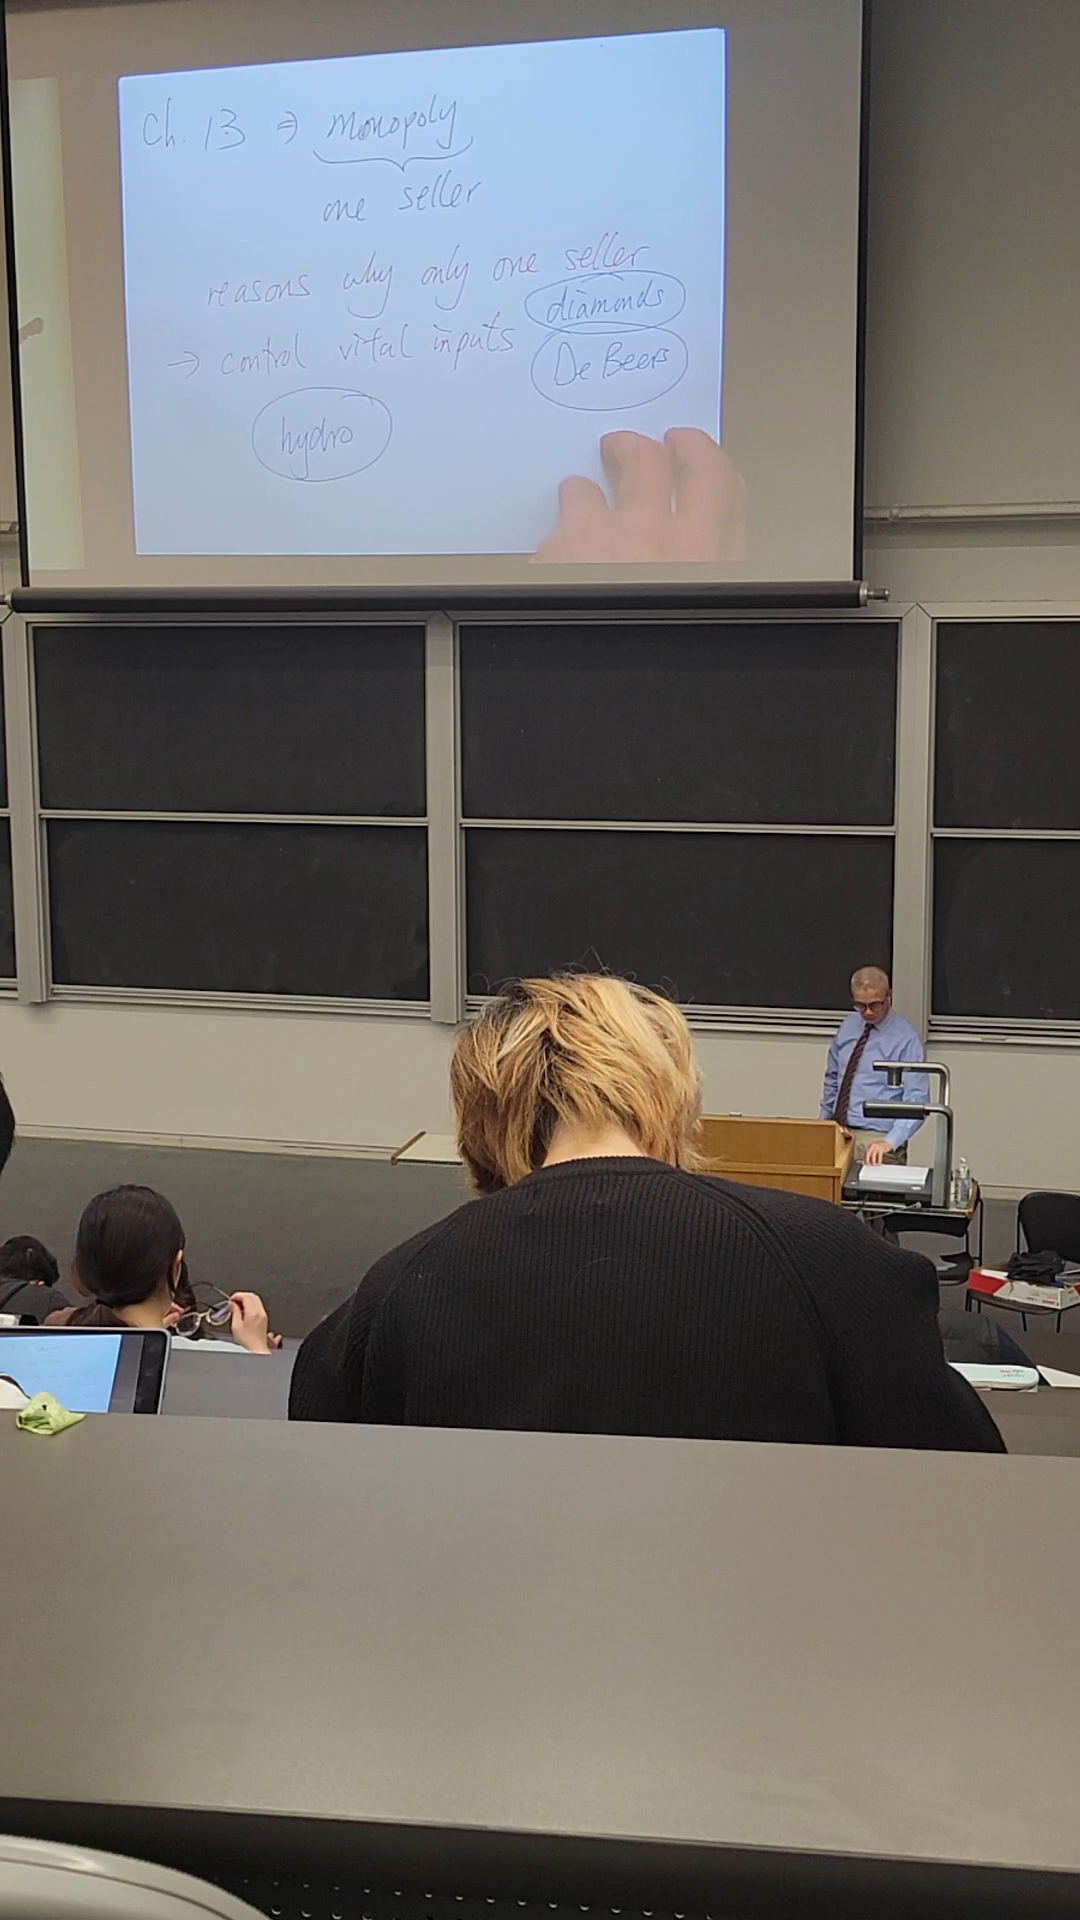 Ch. 13 ⇒ monopoly
one seller
reasons why only one seller
diamonds
→ control vital inputs
De Beers
hydro